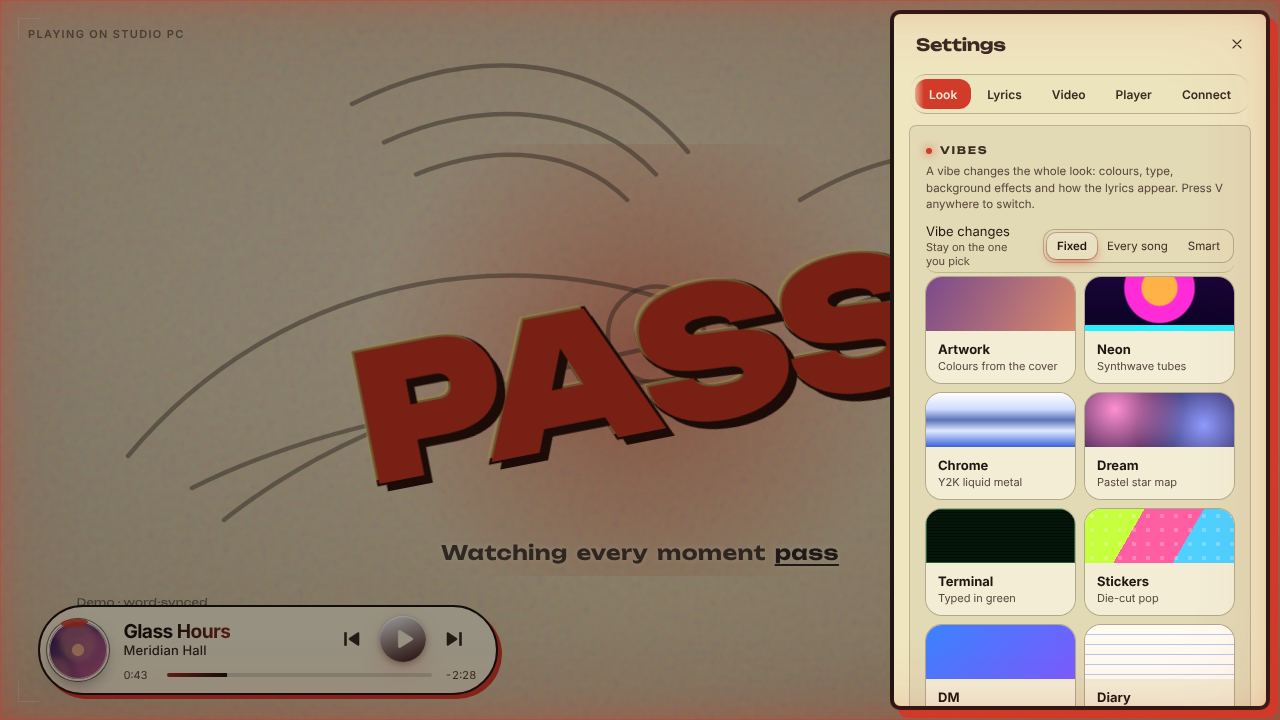 PLAYING ON STUDIO PC
PASS
Watching every moment pass
Demo · word-synced
Glass Hours
Meridian Hall
0:43
-2:28
Settings
Look
Lyrics
Video
Player
Connect
VIBES
A vibe changes the whole look: colours, type,
background effects and how the lyrics appear. Press V
anywhere to switch.
Vibe changes
Stay on the one
you pick
Fixed
Every song
Smart
Artwork
Colours from the cover
Neon
Synthwave tubes
Chrome
Y2K liquid metal
Dream
Pastel star map
Terminal
Typed in green
Stickers
Die-cut pop
DM
Diary